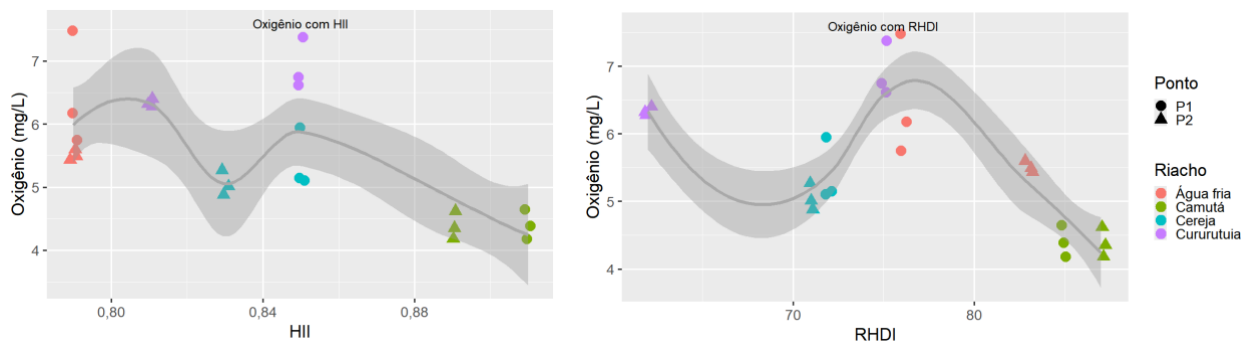 Oxigênio com HII
Oxigênio (mg/L)
7
6
5
4
0,80
0,84
0,88
HII
Oxigênio com RHDI
Oxigênio (mg/L)
7
6
5
4
70
80
RHDI
Ponto
P1
P2
Riacho
Água fria
Camutá
Cereja
Cururutuia